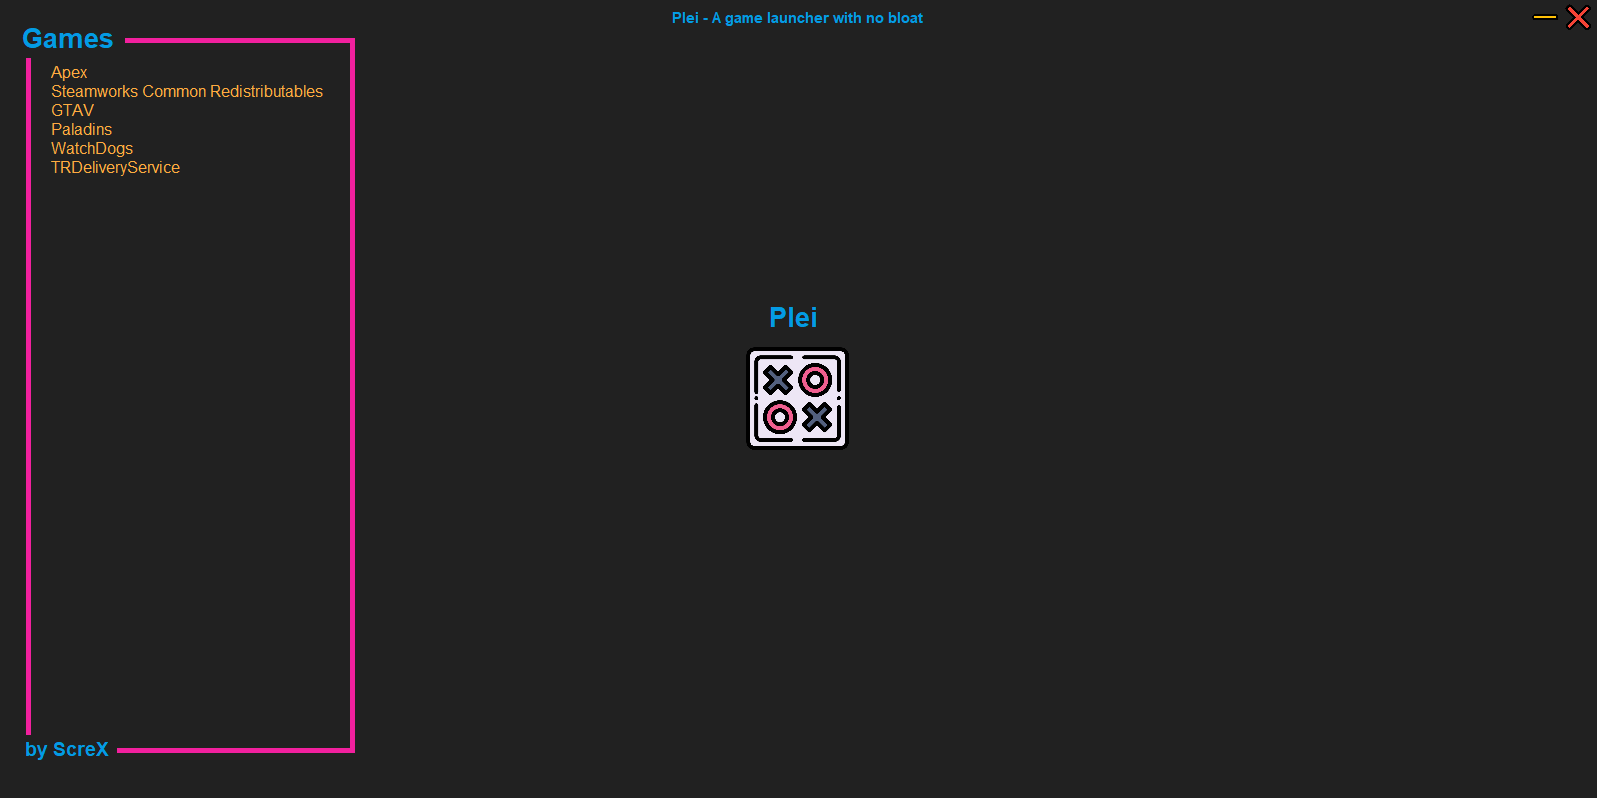 Plei - A game launcher with no bloat
Games
Apex
Steamworks Common Redistributables
GTAV
Paladins
WatchDogs
TRDeliveryService
Plei
by ScreX